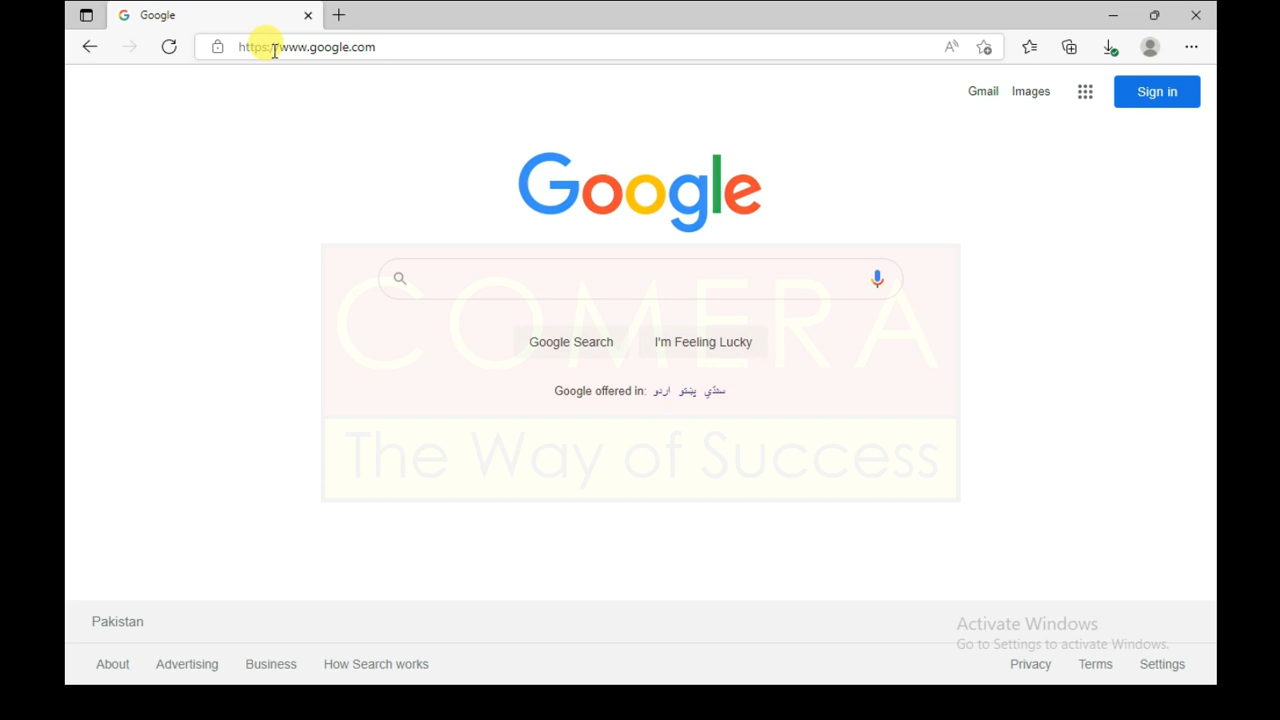 Google
https://www.google.com
Gmail Images Sign in
Google
COMERA
Google Search I'm Feeling Lucky
Google offered in: اردو پښتو سنڌي
The Way of Success
Pakistan
Activate Windows
Go to Settings to activate Windows.
About Advertising Business How Search works Privacy Terms Settings